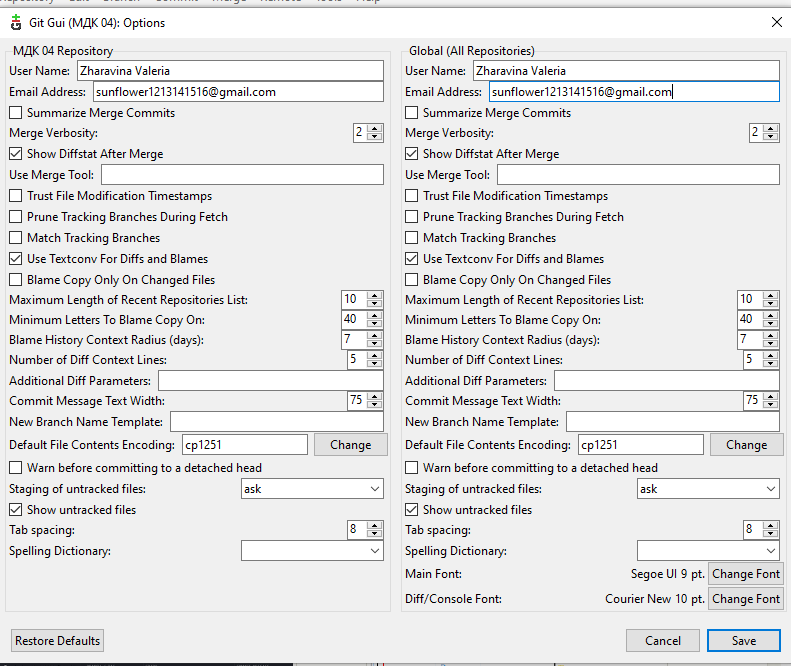 Git Gui (МДК 04): Options
МДК 04 Repository
User Name: Zharavina Valeria
Email Address: sunflower1213141516@gmail.com
Summarize Merge Commits
Merge Verbosity: 2
Show Diffstat After Merge
Use Merge Tool:
Trust File Modification Timestamps
Prune Tracking Branches During Fetch
Match Tracking Branches
Use Textconv For Diffs and Blames
Blame Copy Only On Changed Files
Maximum Length of Recent Repositories List: 10
Minimum Letters To Blame Copy On: 40
Blame History Context Radius (days): 7
Number of Diff Context Lines: 5
Additional Diff Parameters:
Commit Message Text Width: 75
New Branch Name Template:
Default File Contents Encoding: cp1251 Change
Warn before committing to a detached head
Staging of untracked files: ask
Show untracked files
Tab spacing: 8
Spelling Dictionary:
Global (All Repositories)
User Name: Zharavina Valeria
Email Address: sunflower1213141516@gmail.com
Summarize Merge Commits
Merge Verbosity: 2
Show Diffstat After Merge
Use Merge Tool:
Trust File Modification Timestamps
Prune Tracking Branches During Fetch
Match Tracking Branches
Use Textconv For Diffs and Blames
Blame Copy Only On Changed Files
Maximum Length of Recent Repositories List: 10
Minimum Letters To Blame Copy On: 40
Blame History Context Radius (days): 7
Number of Diff Context Lines: 5
Additional Diff Parameters:
Commit Message Text Width: 75
New Branch Name Template:
Default File Contents Encoding: cp1251 Change
Warn before committing to a detached head
Staging of untracked files: ask
Show untracked files
Tab spacing: 8
Spelling Dictionary:
Main Font: Segoe UI 9 pt. Change Font
Diff/Console Font: Courier New 10 pt. Change Font
Restore Defaults Cancel Save